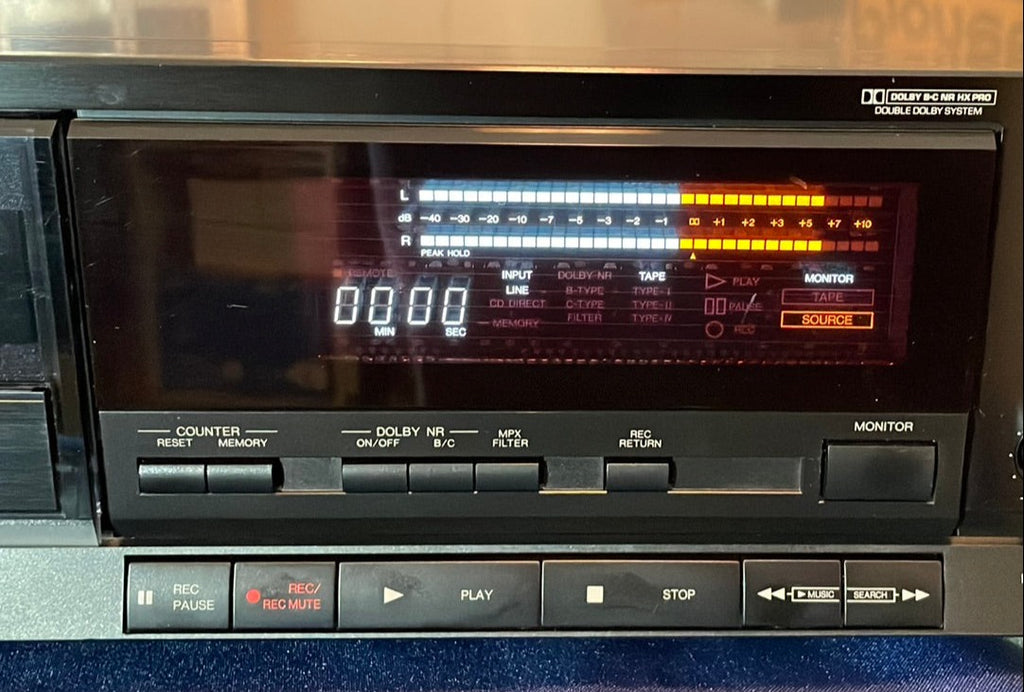 DOLBY B·C NR HX PRO
DOUBLE DOLBY SYSTEM
L
dB −40 −30 −20 −10 −7 −5 −3 −2 −1 +1 +2 +3 +5 +7 +10
R
PEAK HOLD
REMOTE
00 00
MIN SEC
INPUT
LINE
CD DIRECT
MEMORY
DOLBY NR
B-TYPE
C-TYPE
FILTER
TAPE
TYPE-I
TYPE-II
TYPE-IV
PLAY
PAUSE
REC
MONITOR
TAPE
SOURCE
COUNTER
RESET MEMORY
DOLBY NR
ON/OFF B/C
MPX
FILTER
REC
RETURN
MONITOR
REC
PAUSE
REC/
REC MUTE
PLAY
STOP
MUSIC
SEARCH